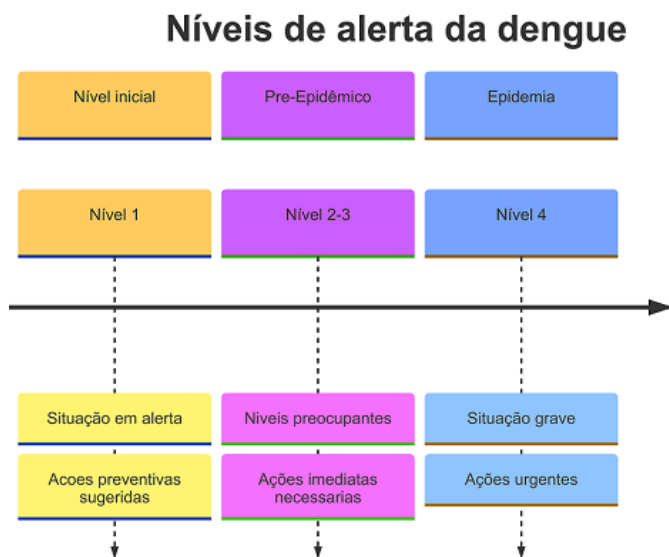 Níveis de alerta da dengue
Nível inicial
Pre-Epidêmico
Epidemia
Nível 1
Nível 2-3
Nível 4
Situação em alerta
Niveis preocupantes
Situação grave
Acoes preventivas
sugeridas
Ações imediatas
necessarias
Ações urgentes